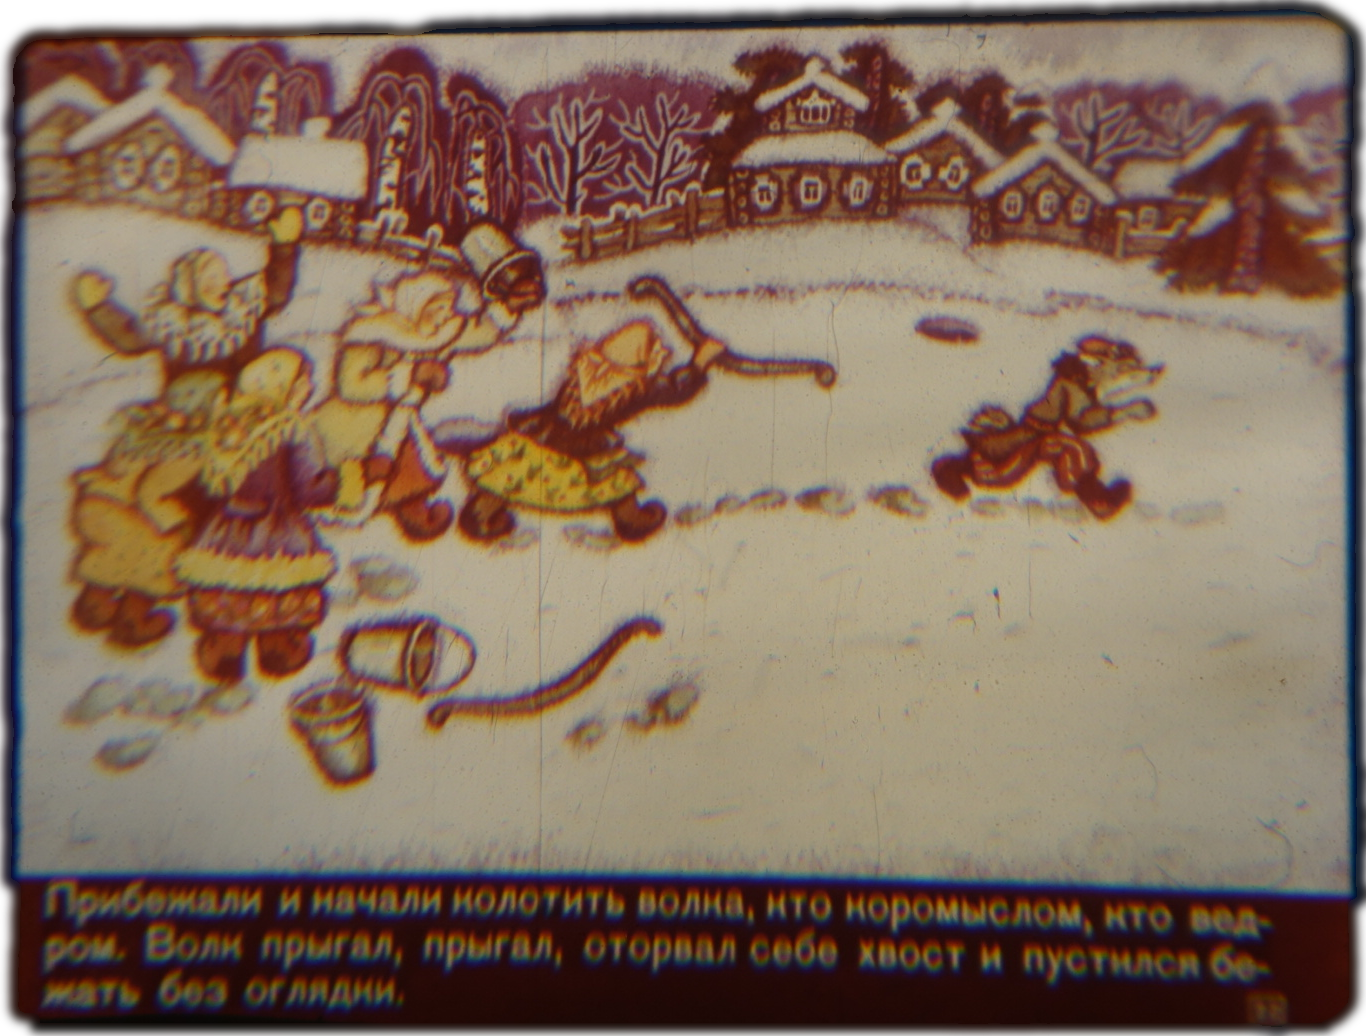 Прибежали и начали колотить волка, кто коромыслом, кто вед-
ром. Волк прыгал, прыгал, оторвал себе хвост и пустился бе-
жать без оглядки.